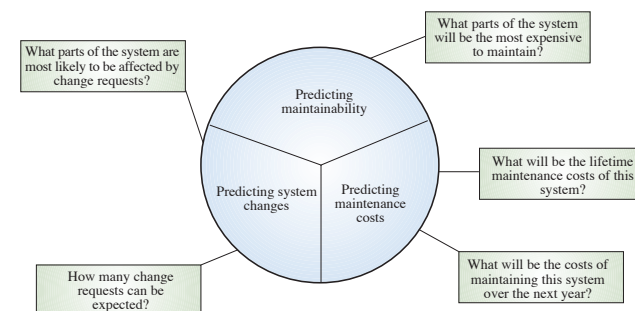 What parts of the system
will be the most expensive
to maintain?
What parts of the system are
most likely to be affected by
change requests?
Predicting
maintainability
What will be the lifetime
maintenance costs of this
system?
Predicting system
changes
Predicting
maintenance
costs
What will be the costs of
maintaining this system
over the next year?
How many change
requests can be
expected?